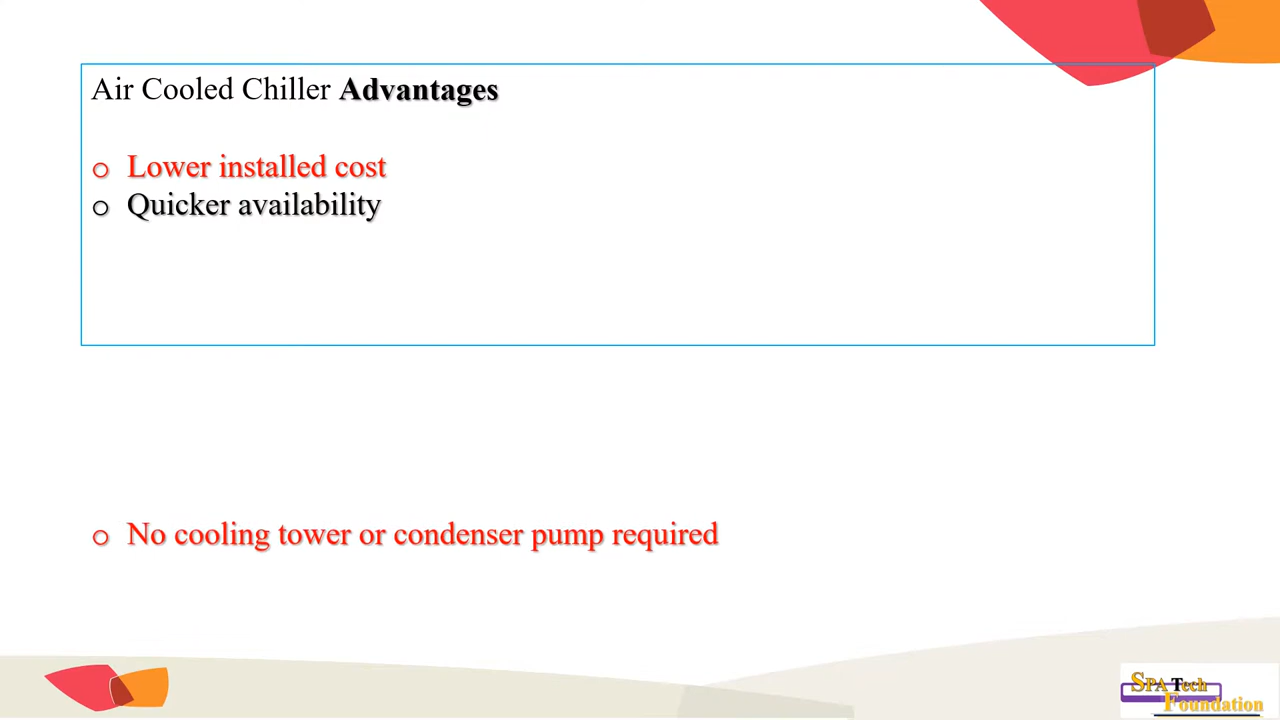 Air Cooled Chiller Advantages
o Lower installed cost
o Quicker availability
o No cooling tower or condenser pump required
SPA Tech
Foundation